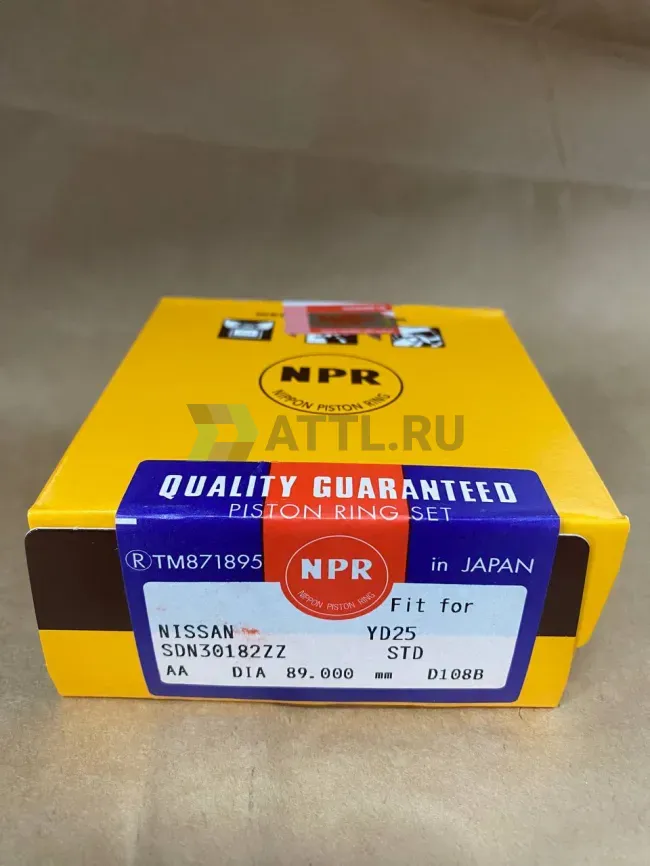 NPR
NIPPON PISTON RING
ATTL.RU
QUALITY GUARANTEED
PISTON RING SET
®TM871895
NPR
NIPPON PISTON RING
in JAPAN
Fit for
NISSAN YD25
SDN30182ZZ STD
AA DIA 89.000 mm D108B